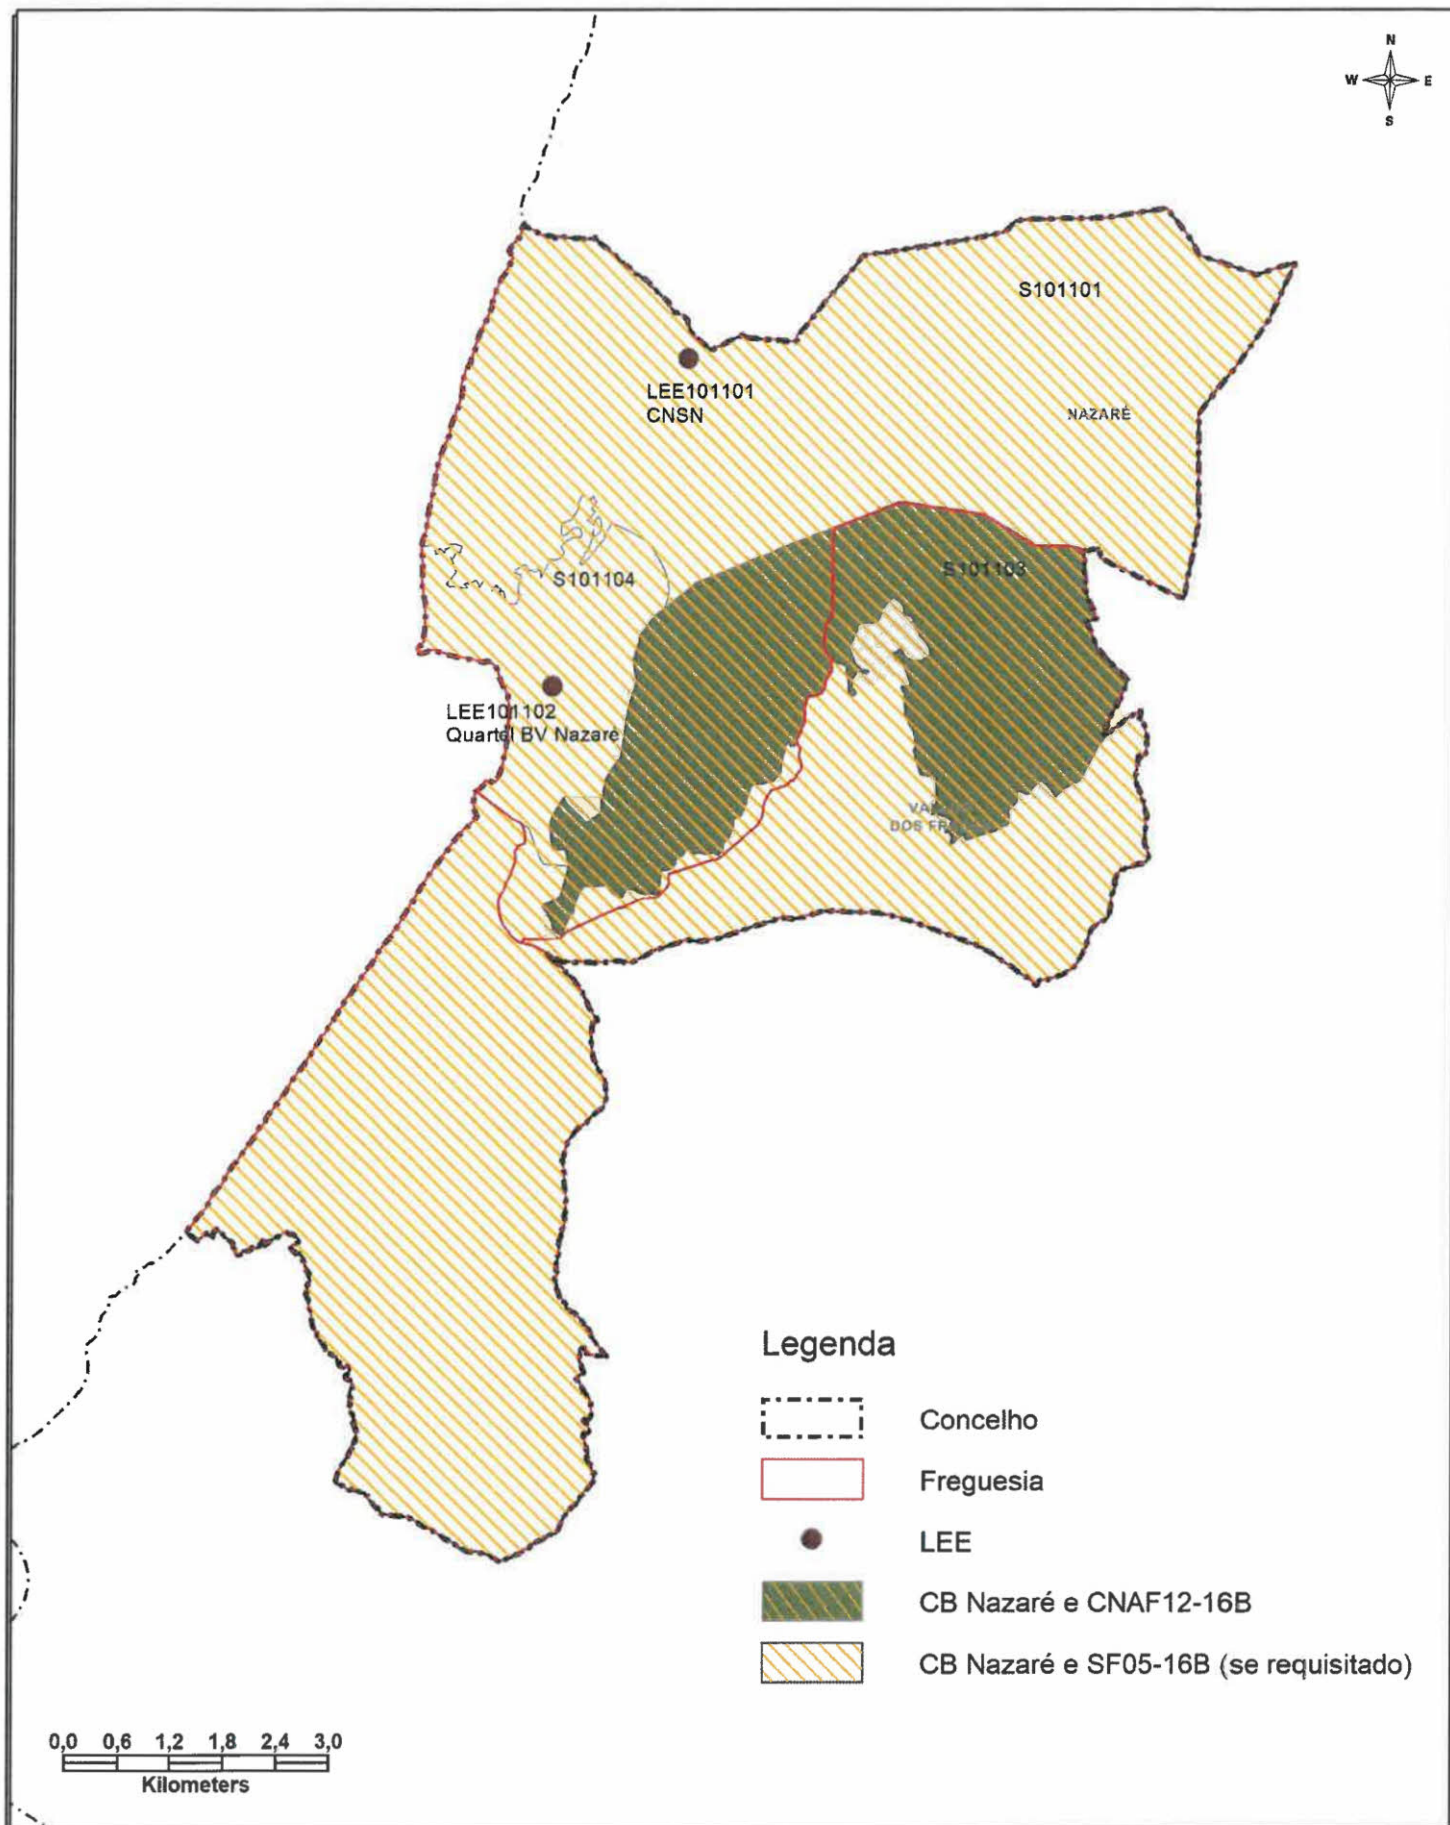 N
W E
S
S101101
LEE101101
CNSN
NAZARÉ
S101104
S101103
LEE101102
Quartel BV Nazaré
DOS
Legenda
Concelho
Freguesia
LEE
CB Nazaré e CNAF12-16B
CB Nazaré e SF05-16B (se requisitado)
0,0 0,6 1,2 1,8 2,4 3,0
Kilometers